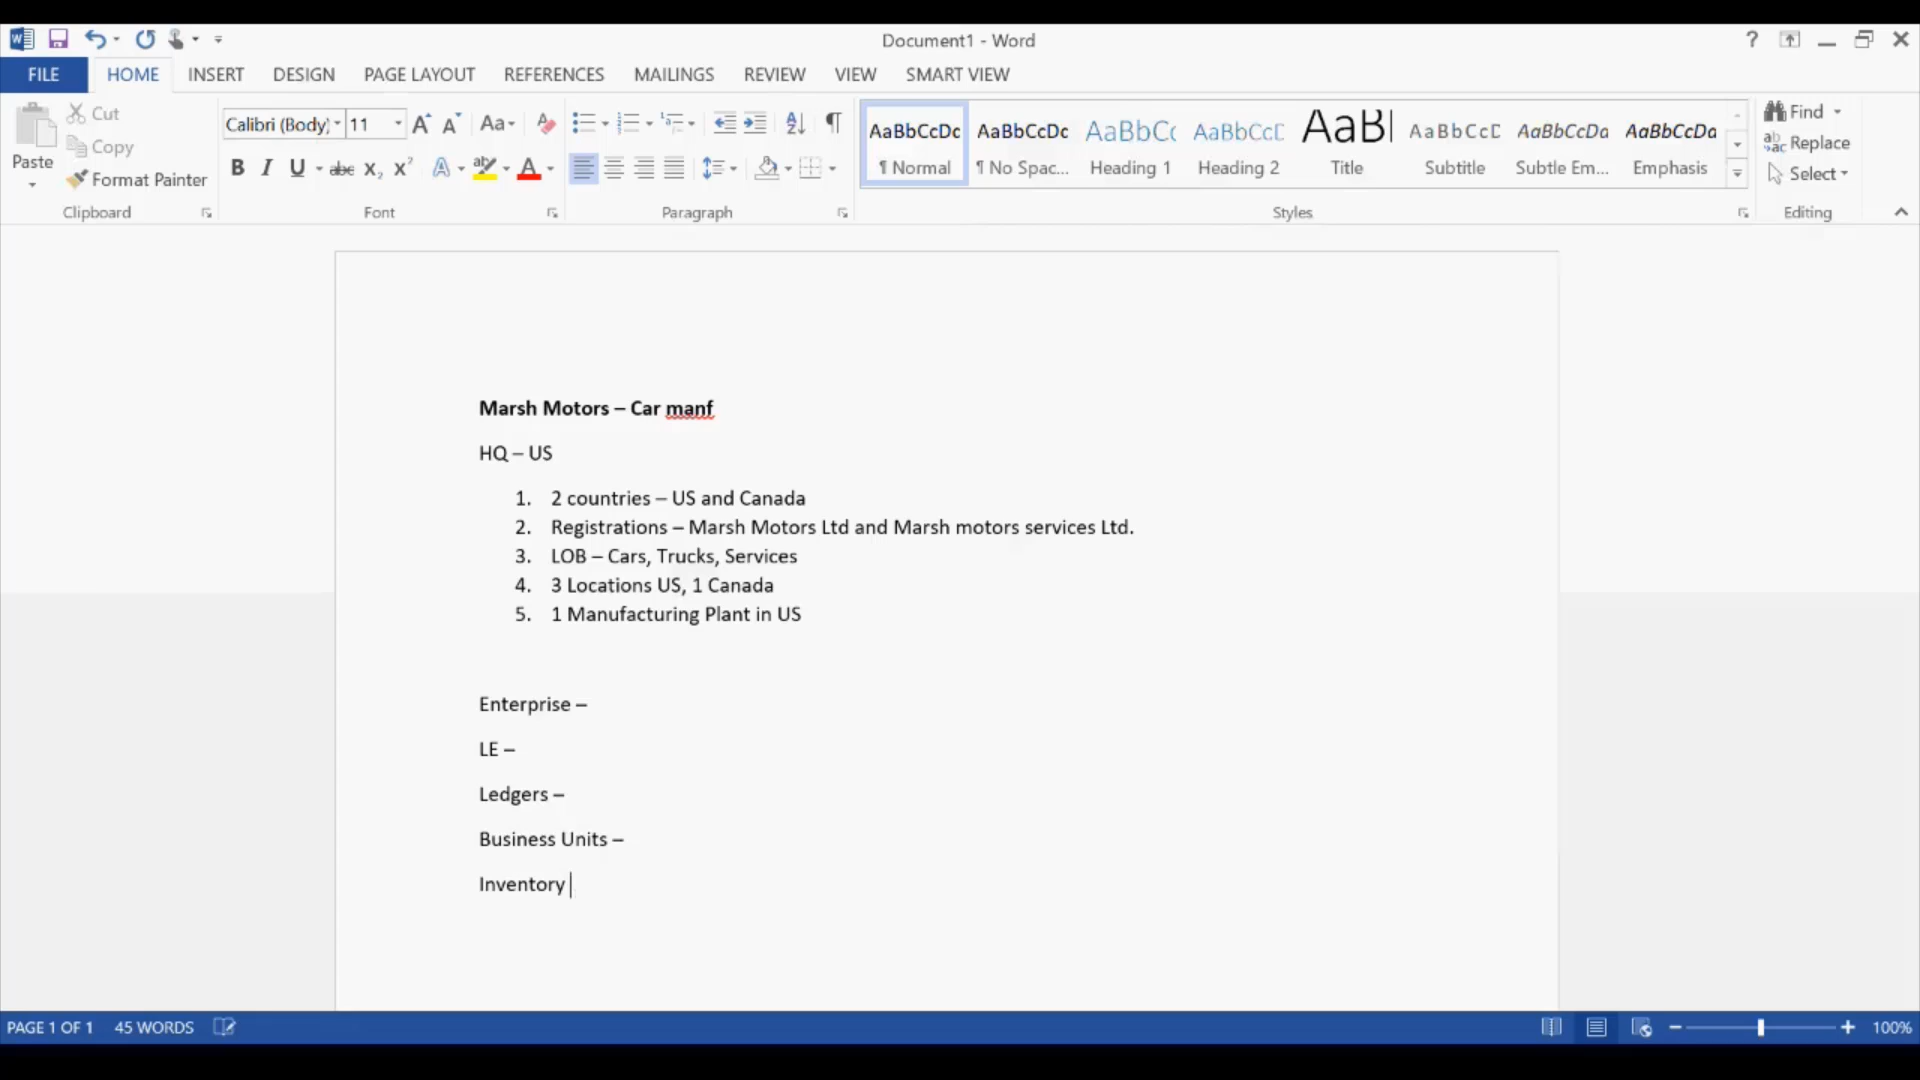 Document1 - Word
FILE HOME INSERT DESIGN PAGE LAYOUT REFERENCES MAILINGS REVIEW VIEW SMART VIEW
Paste
Cut
Copy
Format Painter
Clipboard
Calibri (Body) 11
Font
Paragraph
AaBbCcDc AaBbCcDc AaBbCc AaBbCcD AaBl AaBbCcD AaBbCcDa AaBbCcDa
¶ Normal ¶ No Spac... Heading 1 Heading 2 Title Subtitle Subtle Em... Emphasis
Styles
Find
Replace
Select
Editing
Marsh Motors – Car manf
HQ – US
1. 2 countries – US and Canada
2. Registrations – Marsh Motors Ltd and Marsh motors services Ltd.
3. LOB – Cars, Trucks, Services
4. 3 Locations US, 1 Canada
5. 1 Manufacturing Plant in US
Enterprise –
LE –
Ledgers –
Business Units –
Inventory
PAGE 1 OF 1 45 WORDS 100%